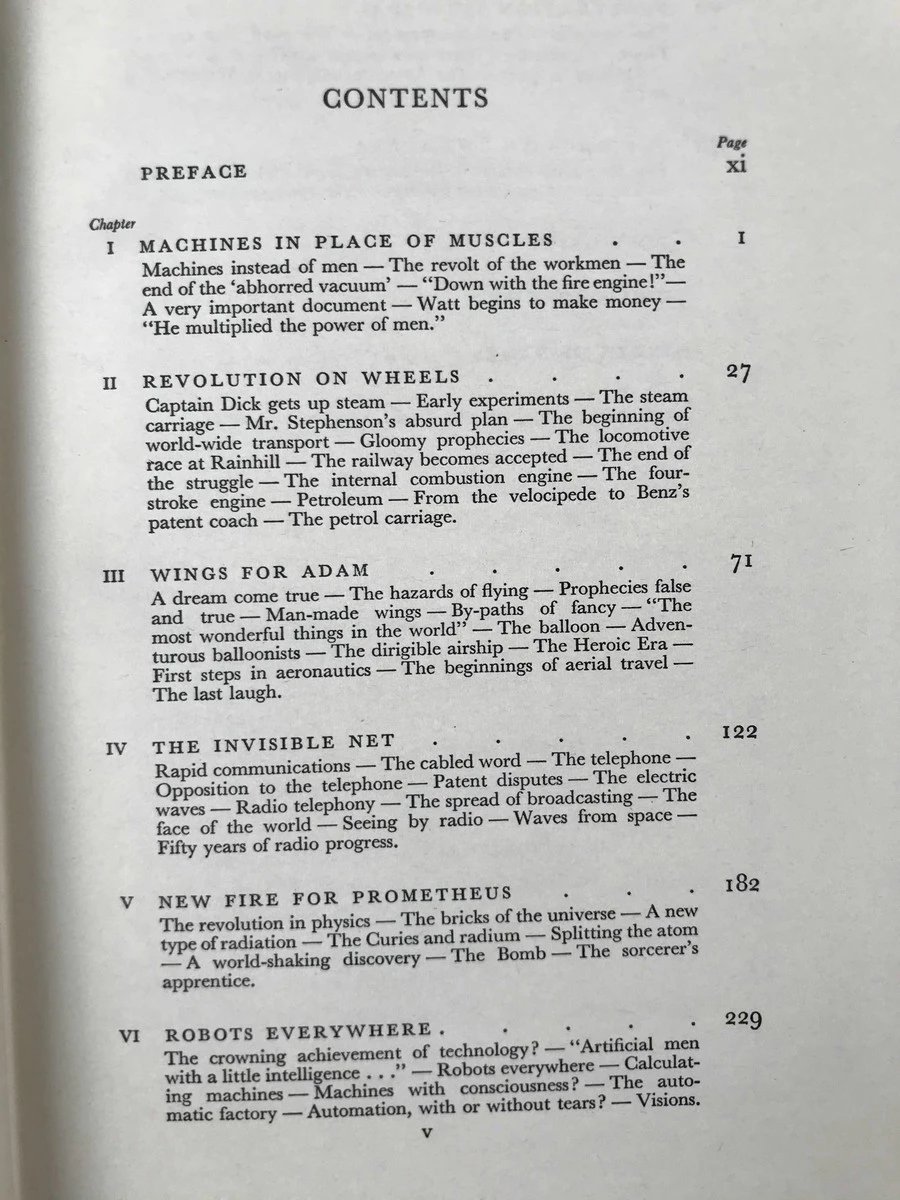 CONTENTS
Page
PREFACE xi
Chapter
I MACHINES IN PLACE OF MUSCLES . . 1
Machines instead of men — The revolt of the workmen — The
end of the ‘abhorred vacuum’ — “Down with the fire engine!”—
A very important document — Watt begins to make money —
“He multiplied the power of men.”
II REVOLUTION ON WHEELS . . . . 27
Captain Dick gets up steam — Early experiments — The steam
carriage — Mr. Stephenson’s absurd plan — The beginning of
world-wide transport — Gloomy prophecies — The locomotive
race at Rainhill — The railway becomes accepted — The end of
the struggle — The internal combustion engine — The four-
stroke engine — Petroleum — From the velocipede to Benz’s
patent coach — The petrol carriage.
III WINGS FOR ADAM . . . . . 71
A dream come true — The hazards of flying — Prophecies false
and true — Man-made wings — By-paths of fancy — “The
most wonderful things in the world” — The balloon — Adven-
turous balloonists — The dirigible airship — The Heroic Era —
First steps in aeronautics — The beginnings of aerial travel —
The last laugh.
IV THE INVISIBLE NET . . . . . 122
Rapid communications — The cabled word — The telephone —
Opposition to the telephone — Patent disputes — The electric
waves — Radio telephony — The spread of broadcasting — The
face of the world — Seeing by radio — Waves from space —
Fifty years of radio progress.
V NEW FIRE FOR PROMETHEUS . . . 182
The revolution in physics — The bricks of the universe — A new
type of radiation — The Curies and radium — Splitting the atom
— A world-shaking discovery — The Bomb — The sorcerer’s
apprentice.
VI ROBOTS EVERYWHERE . . . . . 229
The crowning achievement of technology? — “Artificial men
with a little intelligence . . .” — Robots everywhere — Calculat-
ing machines — Machines with consciousness? — The auto-
matic factory — Automation, with or without tears? — Visions.
v